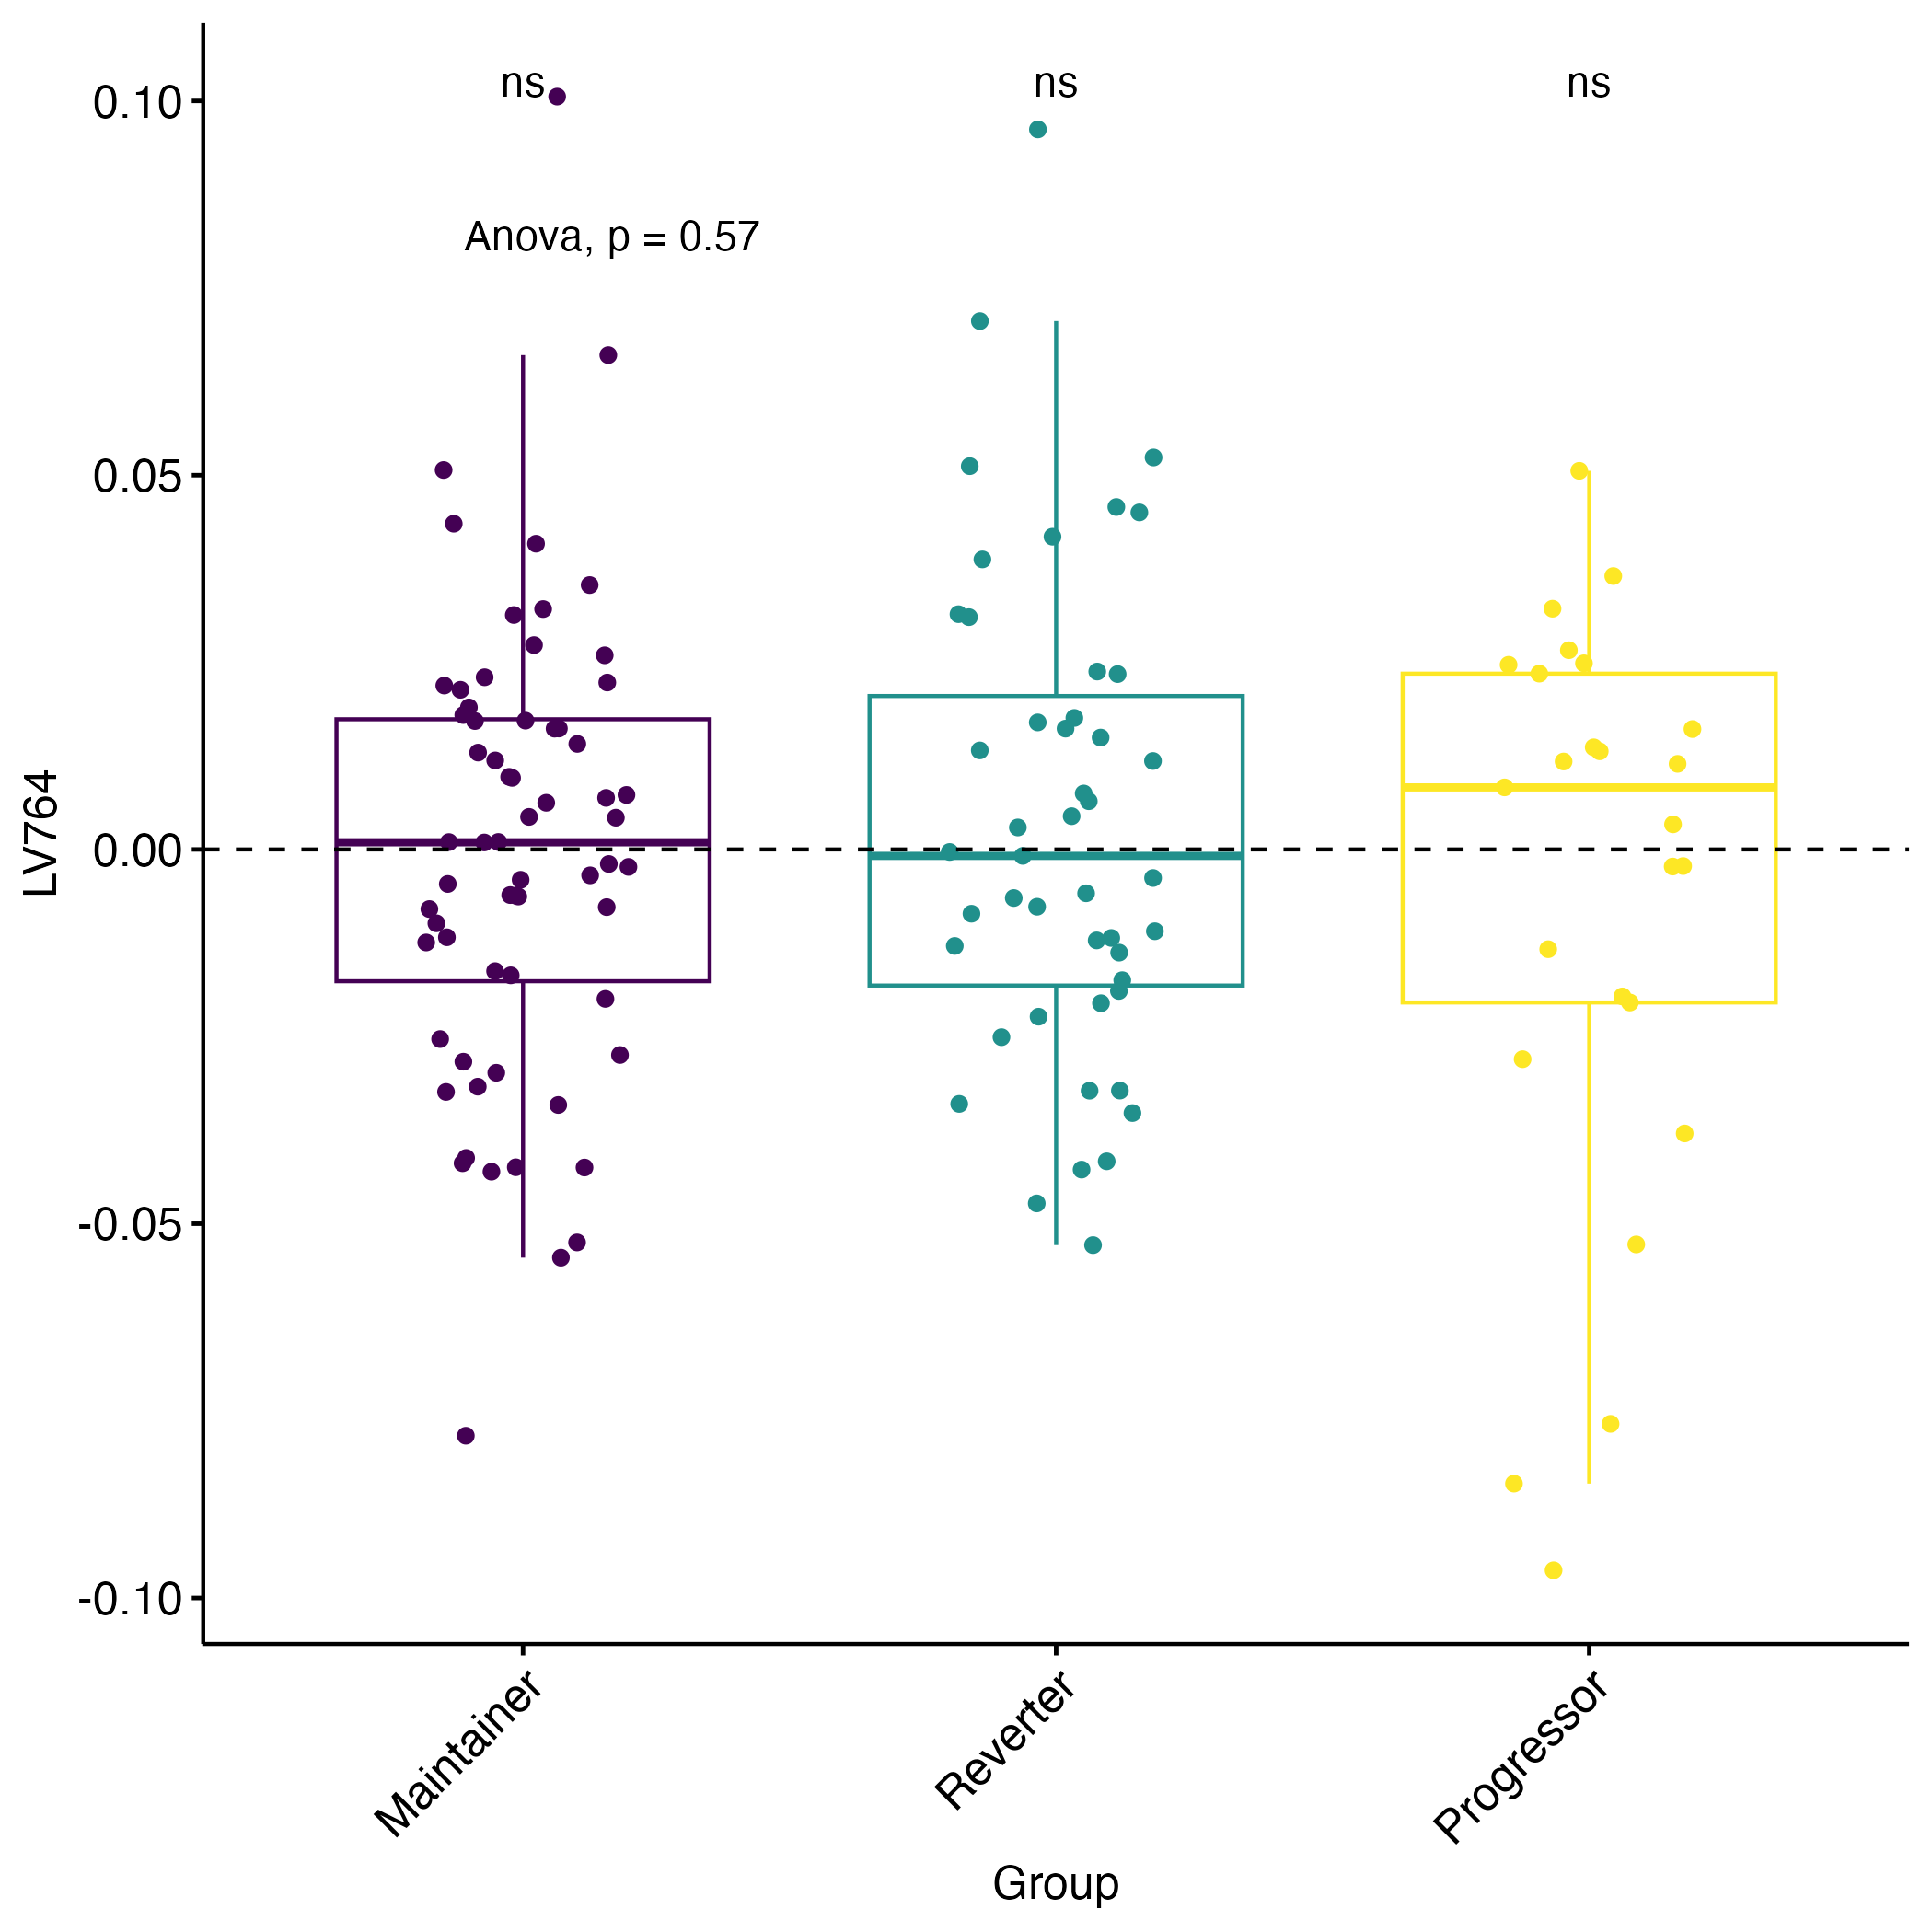 ns
ns
ns
Anova, p = 0.57
0.10
0.05
0.00
-0.05
-0.10
LV764
Maintainer
Reverter
Progressor
Group